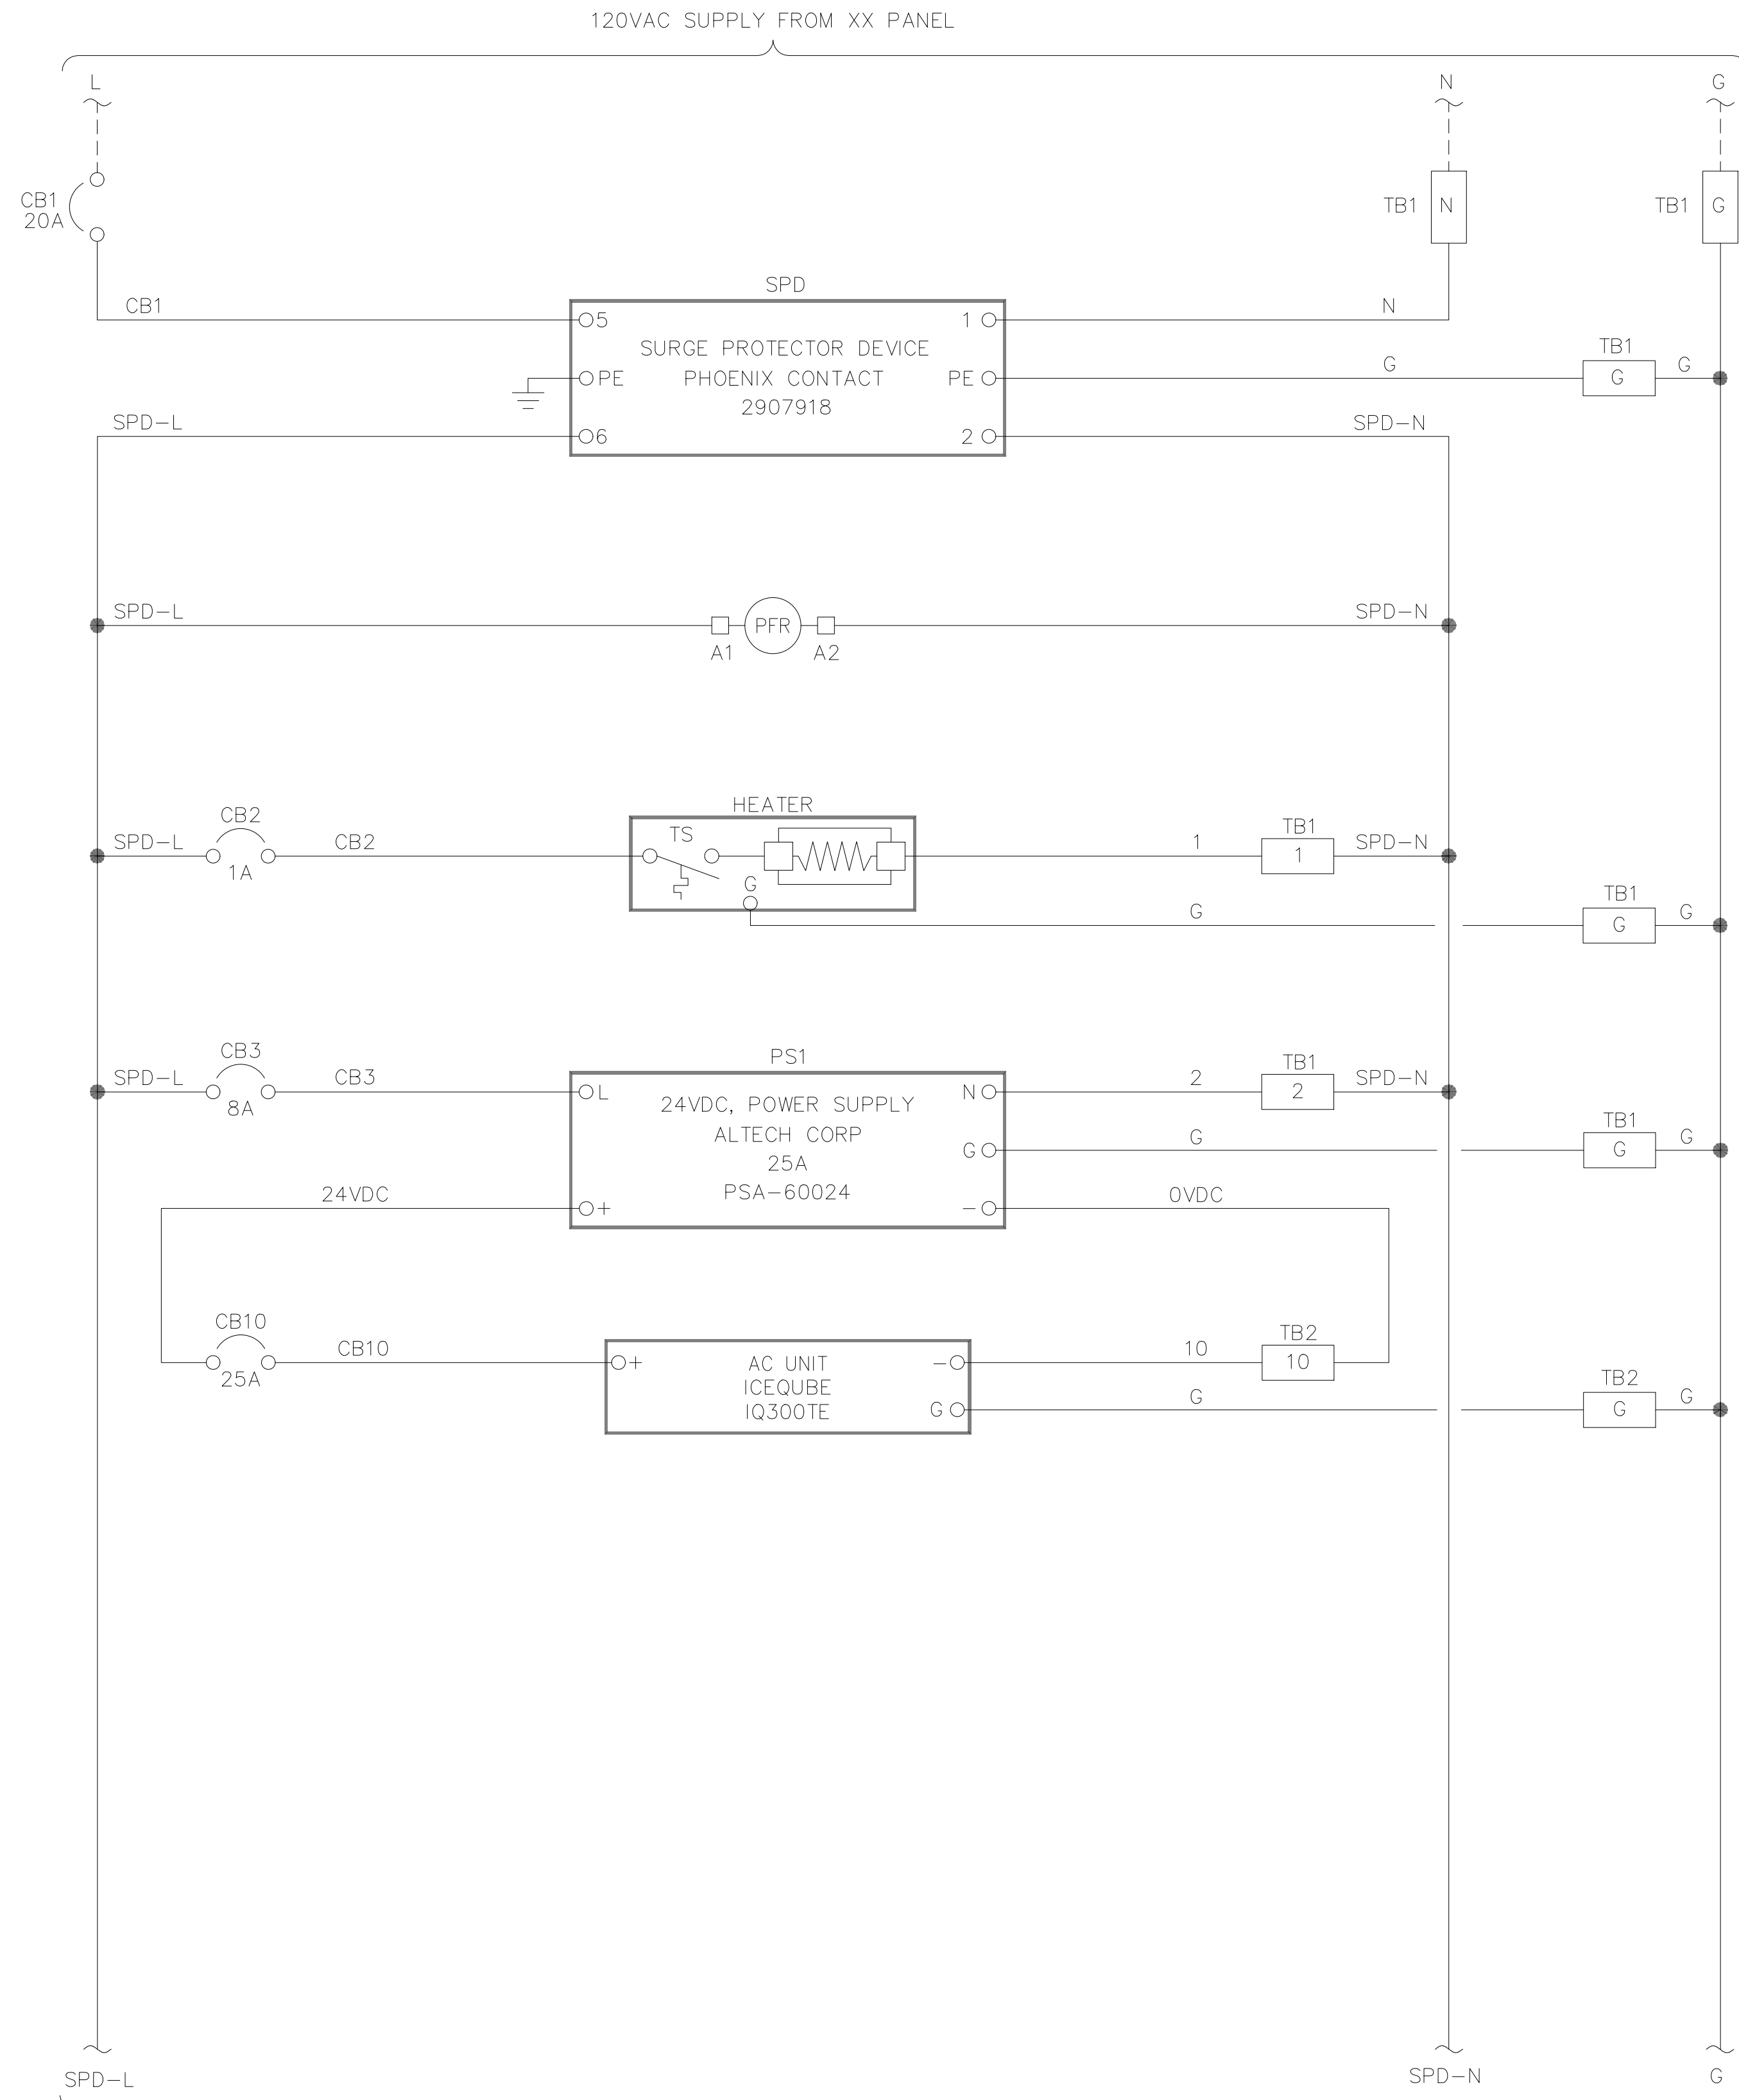 120VAC SUPPLY FROM XX PANEL
L
N
G
CB1
20A
TB1
N
TB1
G
SPD
CB1
5
1
N
SURGE PROTECTOR DEVICE
TB1
G
PE
PHOENIX CONTACT
PE
G
G
2907918
SPD-L
6
2
SPD-N
SPD-L
PFR
SPD-N
A1
A2
HEATER
CB2
TS
TB1
SPD-L
CB2
1
1
SPD-N
1A
G
TB1
G
G
G
PS1
CB3
TB1
SPD-L
CB3
L
N
2
2
SPD-N
8A
24VDC, POWER SUPPLY
ALTECH CORP
G
G
TB1
G
G
25A
PSA-60024
24VDC
+
-
0VDC
CB10
TB2
CB10
+
AC UNIT
-
10
10
25A
ICEQUBE
IQ300TE
G
G
TB2
G
G
SPD-L
SPD-N
G